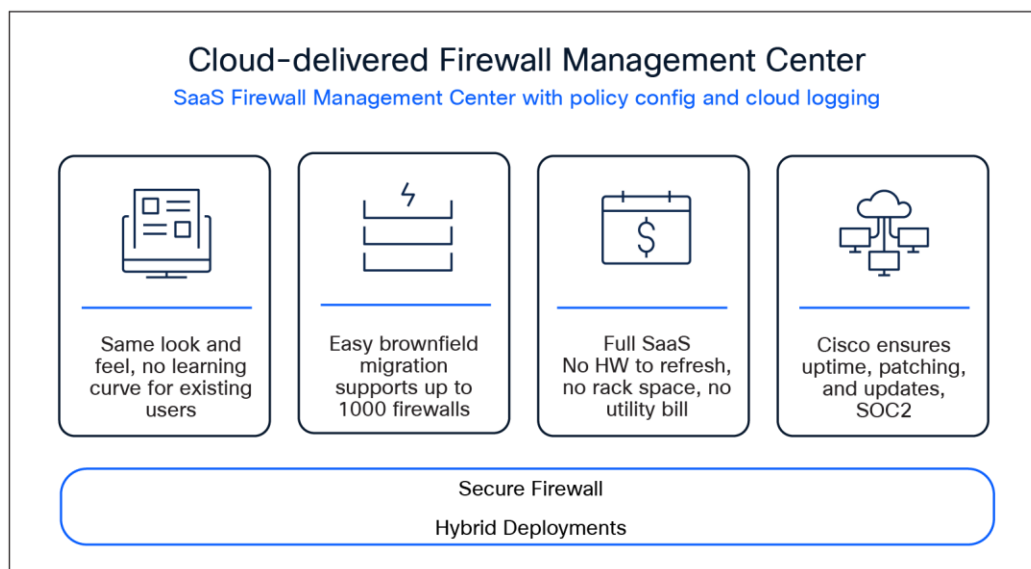 Cloud-delivered Firewall Management Center
SaaS Firewall Management Center with policy config and cloud logging
$
Same look and
feel, no learning
curve for existing
users
Easy brownfield
migration
supports up to
1000 firewalls
Full SaaS
No HW to refresh,
no rack space, no
utility bill
Cisco ensures
uptime, patching,
and updates,
SOC2
Secure Firewall
Hybrid Deployments